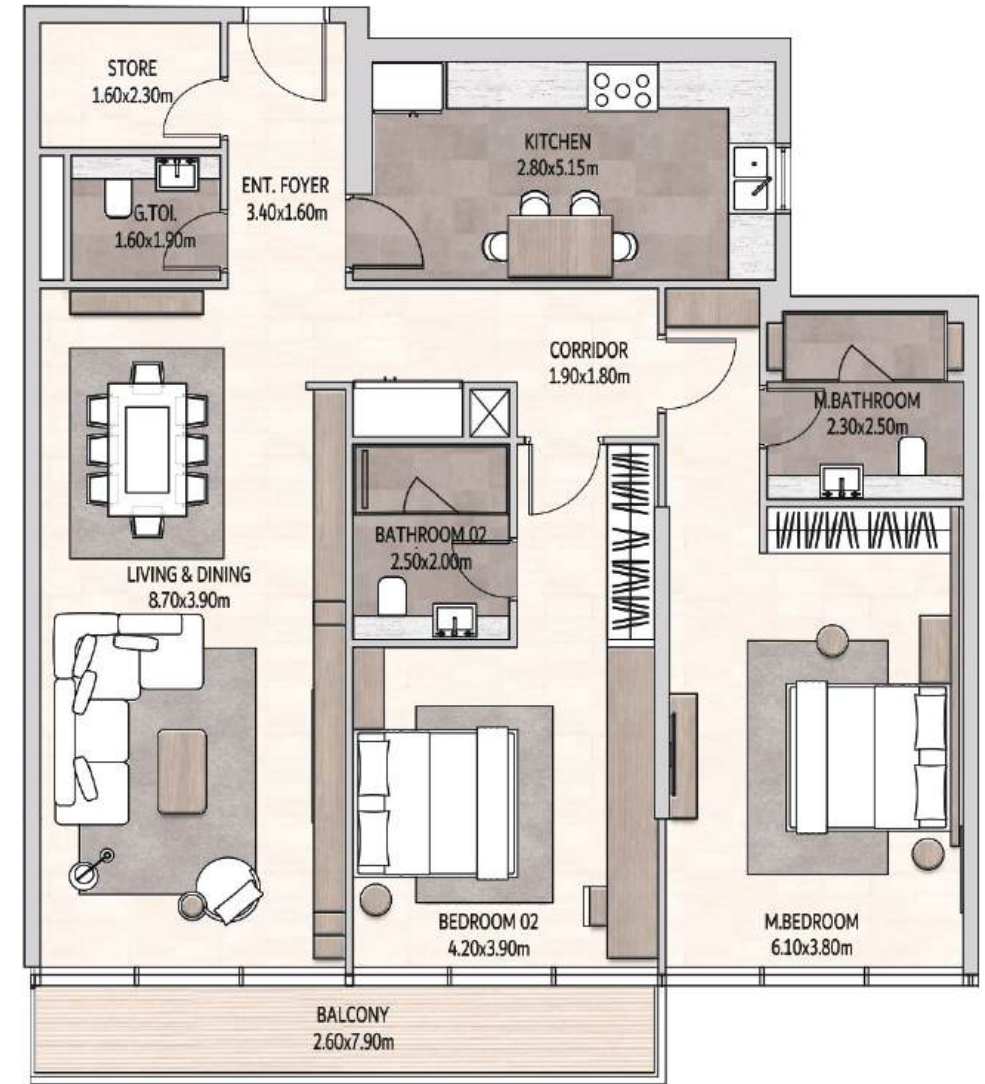 STORE
1.60x2.30m
KITCHEN
2.80x5.15m
ENT. FOYER
3.40x1.60m
G.TOI.
1.60x1.90m
CORRIDOR
1.90x1.80m
M.BATHROOM
2.30x2.50m
BATHROOM 02
2.50x2.00m
LIVING & DINING
8.70x3.90m
BEDROOM 02
4.20x3.90m
M.BEDROOM
6.10x3.80m
BALCONY
2.60x7.90m